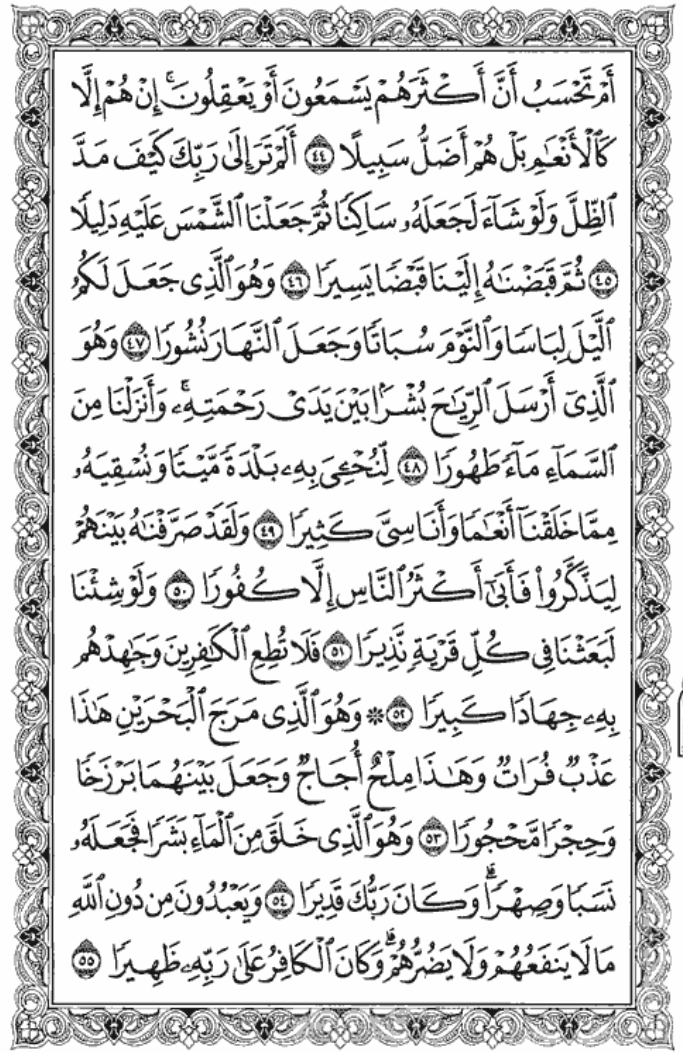 أَمۡ تَحۡسَبُ أَنَّ أَكۡثَرَهُمۡ يَسۡمَعُونَ أَوۡ يَعۡقِلُونَۚ إِنۡ هُمۡ إِلَّا
كَٱلۡأَنۡعَٰمِ بَلۡ هُمۡ أَضَلُّ سَبِيلًا ٤٤ أَلَمۡ تَرَ إِلَىٰ رَبِّكَ كَيۡفَ مَدَّ
ٱلظِّلَّ وَلَوۡ شَآءَ لَجَعَلَهُۥ سَاكِنٗا ثُمَّ جَعَلۡنَا ٱلشَّمۡسَ عَلَيۡهِ دَلِيلٗا
٤٥ ثُمَّ قَبَضۡنَٰهُ إِلَيۡنَا قَبۡضٗا يَسِيرٗا ٤٦ وَهُوَ ٱلَّذِي جَعَلَ لَكُمُ
ٱلَّيۡلَ لِبَاسٗا وَٱلنَّوۡمَ سُبَاتٗا وَجَعَلَ ٱلنَّهَارَ نُشُورٗا ٤٧ وَهُوَ
ٱلَّذِيٓ أَرۡسَلَ ٱلرِّيَٰحَ بُشۡرَۢا بَيۡنَ يَدَيۡ رَحۡمَتِهِۦۚ وَأَنزَلۡنَا مِنَ
ٱلسَّمَآءِ مَآءٗ طَهُورٗا ٤٨ لِّنُحۡـِۧيَ بِهِۦ بَلۡدَةٗ مَّيۡتٗا وَنُسۡقِيَهُۥ
مِمَّا خَلَقۡنَآ أَنۡعَٰمٗا وَأَنَاسِيَّ كَثِيرٗا ٤٩ وَلَقَدۡ صَرَّفۡنَٰهُ بَيۡنَهُمۡ
لِيَذَّكَّرُواْ فَأَبَىٰٓ أَكۡثَرُ ٱلنَّاسِ إِلَّا كُفُورٗا ٥٠ وَلَوۡ شِئۡنَا
لَبَعَثۡنَا فِي كُلِّ قَرۡيَةٖ نَّذِيرٗا ٥١ فَلَا تُطِعِ ٱلۡكَٰفِرِينَ وَجَٰهِدۡهُم
بِهِۦ جِهَادٗا كَبِيرٗا ٥٢ ۞ وَهُوَ ٱلَّذِي مَرَجَ ٱلۡبَحۡرَيۡنِ هَٰذَا
عَذۡبٞ فُرَاتٞ وَهَٰذَا مِلۡحٌ أُجَاجٞ وَجَعَلَ بَيۡنَهُمَا بَرۡزَخٗا
وَحِجۡرٗا مَّحۡجُورٗا ٥٣ وَهُوَ ٱلَّذِي خَلَقَ مِنَ ٱلۡمَآءِ بَشَرٗا فَجَعَلَهُۥ
نَسَبٗا وَصِهۡرٗاۗ وَكَانَ رَبُّكَ قَدِيرٗا ٥٤ وَيَعۡبُدُونَ مِن دُونِ ٱللَّهِ
مَا لَا يَنفَعُهُمۡ وَلَا يَضُرُّهُمۡۗ وَكَانَ ٱلۡكَافِرُ عَلَىٰ رَبِّهِۦ ظَهِيرٗا ٥٥